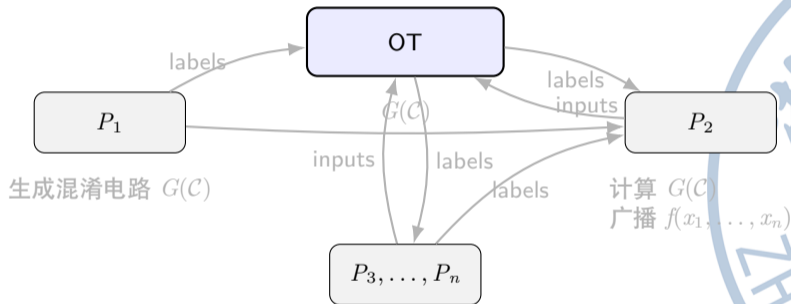 OT
labels
labels
G(C)
inputs
P₁
P₂
inputs
labels
labels
生成混淆电路 G(C)
计算 G(C)
广播 f(x₁, . . . , xₙ)
P₃, . . . , Pₙ
ZH